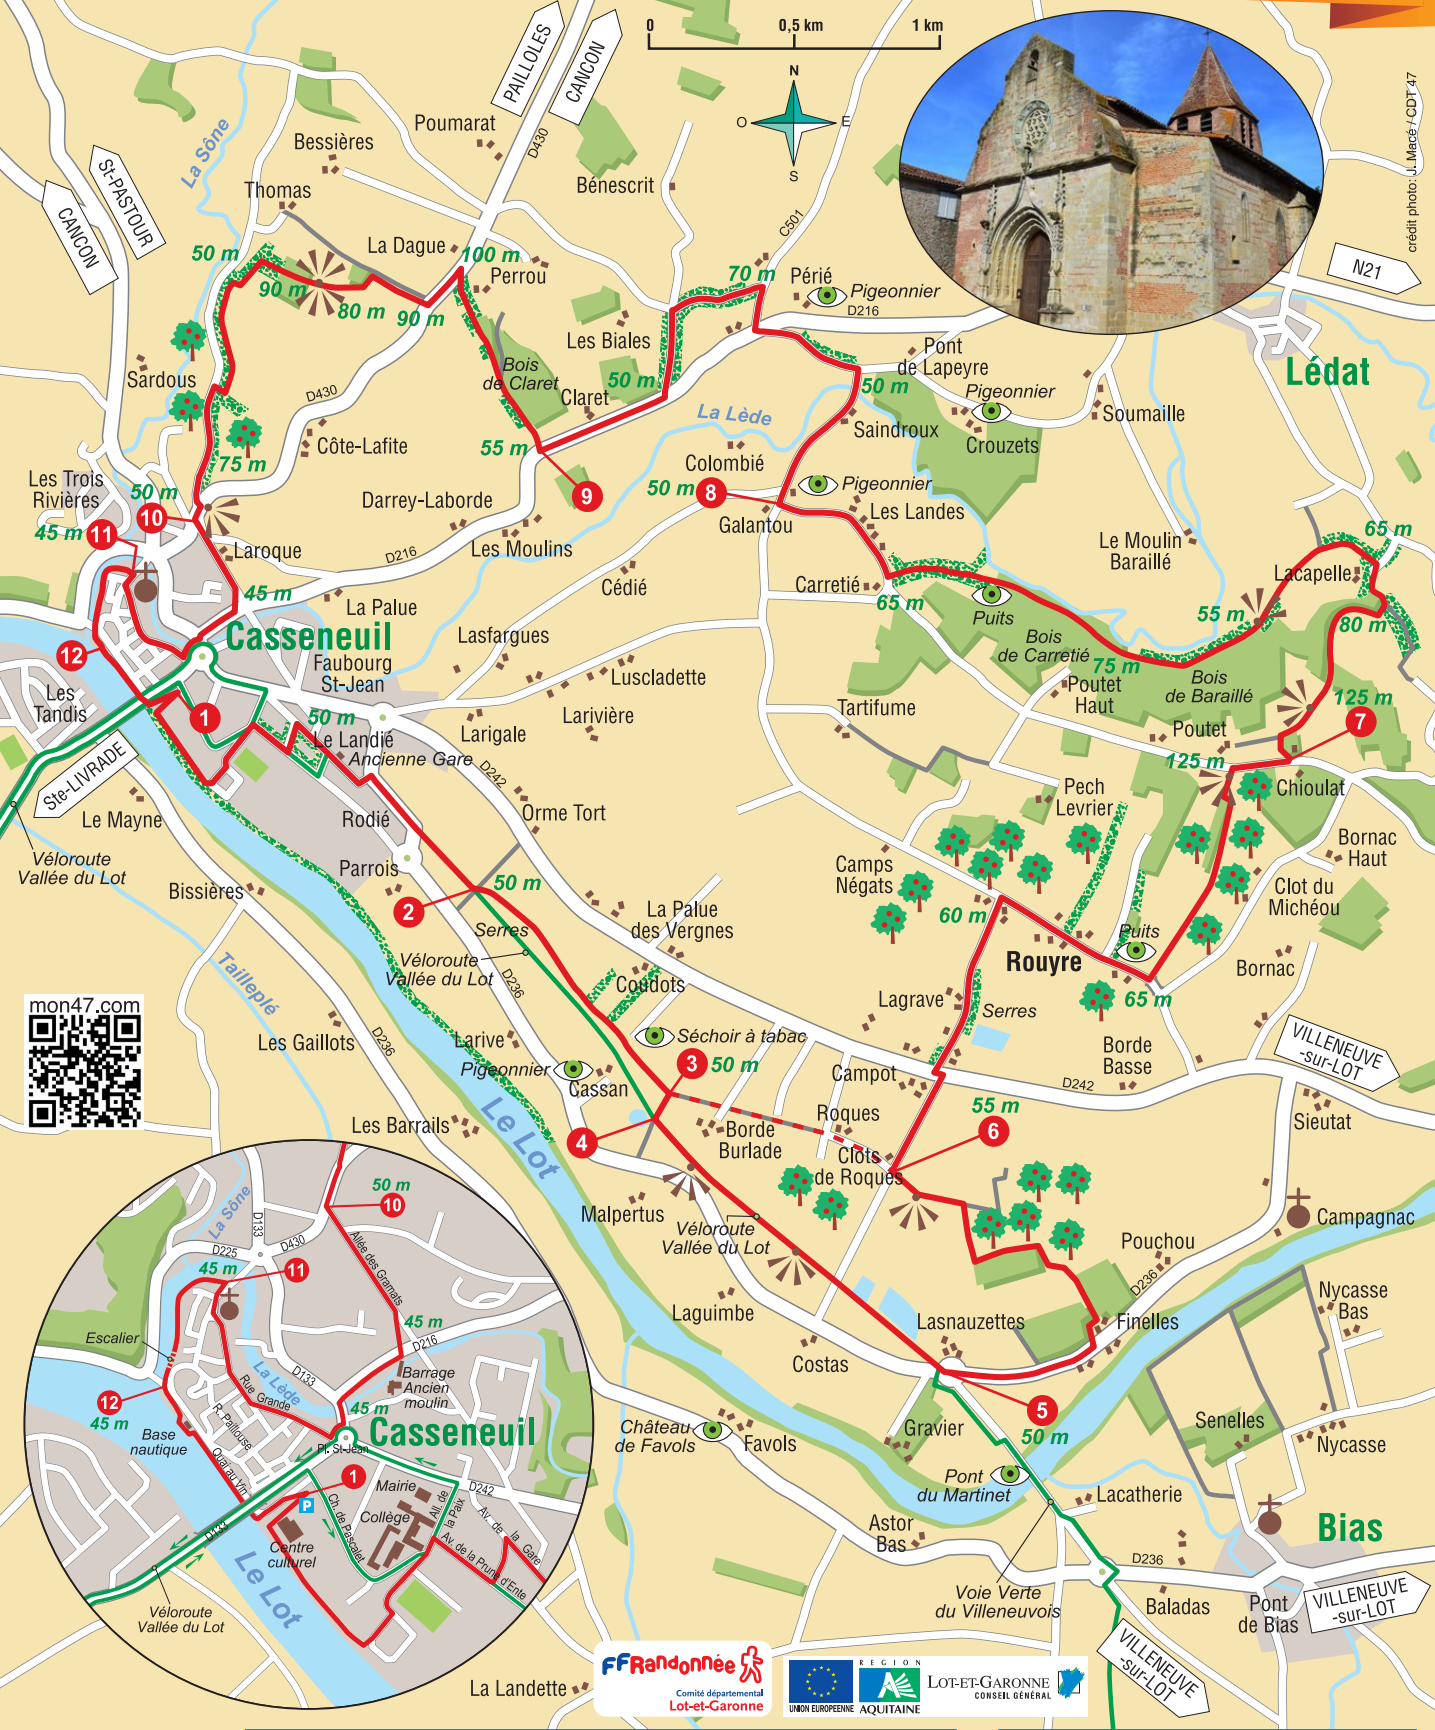 0
0,5 km
1 km
N
O
E
S
PAILLOLES
CANCON
D430
crédit photo: J. Macé / CDT 47
La Sône
Bessières
Poumarat
St-PASTOUR
CANCON
Thomas
Bénescrit
C501
La Dague
100 m
Perrou
50 m
90 m
80 m
90 m
70 m
Périé
Pigeonnier
D216
N21
Lédat
Les Biales
Bois
de Claret
Claret
50 m
Pont
de Lapeyre
50 m
Pigeonnier
Sardous
D430
La Lède
Saindroux
Crouzets
Soumaille
Côte-Lafite
75 m
55 m
Colombié
Les Trois
Rivières
50 m
10
45 m
11
9
50 m
8
Pigeonnier
Galantou
Les Landes
Darrey-Laborde
D216
Les Moulins
Laroque
Cédié
Carretié
65 m
Puits
Le Moulin
Baraillé
65 m
Lacapelle
55 m
80 m
45 m
La Palue
Casseneuil
12
Lasfargues
Bois
de Carretié
75 m
Bois
de Baraillé
Faubourg
St-Jean
Les
Tandis
1
Luscladette
Larivière
Larigale
Tartifume
Poutet
Haut
Poutet
125 m
7
125 m
50 m
Le Landié
Ancienne Gare
D242
Ste-LIVRADE
Le Mayne
Orme Tort
Rodié
Pech
Levrier
Chioulat
Bornac
Haut
Véloroute
Vallée du Lot
Bissières
Parrois
2
50 m
Camps
Négats
60 m
Clot du
Michéou
La Palue
des Vergnes
Serres
Rouyre
Puits
65 m
Bornac
Véloroute
Vallée du Lot
D236
Coudots
Lagrave
Serres
Tailleplé
mon47.com
Les Gaillots
D236
Larive
Pigeonnier
Cassan
Séchoir à tabac
3
50 m
Campot
Borde
Basse
D242
VILLENEUVE
-sur-LOT
Sieutat
Les Barrails
Le Lot
4
Borde
Burlade
Roques
Clots
de Roques
55 m
6
Malpertus
Véloroute
Vallée du Lot
Campagnac
Pouchou
D236
Laguimbe
Lasnauzettes
Finelles
Nycasse
Bas
Costas
Château
de Favols
Favols
Gravier
5
50 m
Senelles
Nycasse
Pont
du Martinet
Lacatherie
Astor
Bas
Bias
D236
Voie Verte
du Villeneuvois
Baladas
Pont
de Bias
VILLENEUVE
-sur-LOT
VILLENEUVE
-sur-LOT
La Landette
50 m
10
La Sône
D133
D430
D225
45 m
11
Allée des Gramats
45 m
D216
Escalier
La Lède
D133
Rue Grande
R. Paillouse
12
45 m
Base
nautique
Quai au Vin
Barrage
Ancien
moulin
45 m
Casseneuil
Pl. St-Jean
1
P
Mairie
Collège
D242
All. de
la Paix
Av. de
la Gare
Ch. de Pascalet
Av. de la Prune d'Ente
D133
Centre
culturel
Le Lot
Véloroute
Vallée du Lot
FFRandonnée
Comité départemental
Lot-et-Garonne
UNION EUROPEENNE
REGION
AQUITAINE
LOT-ET-GARONNE
CONSEIL GÉNÉRAL